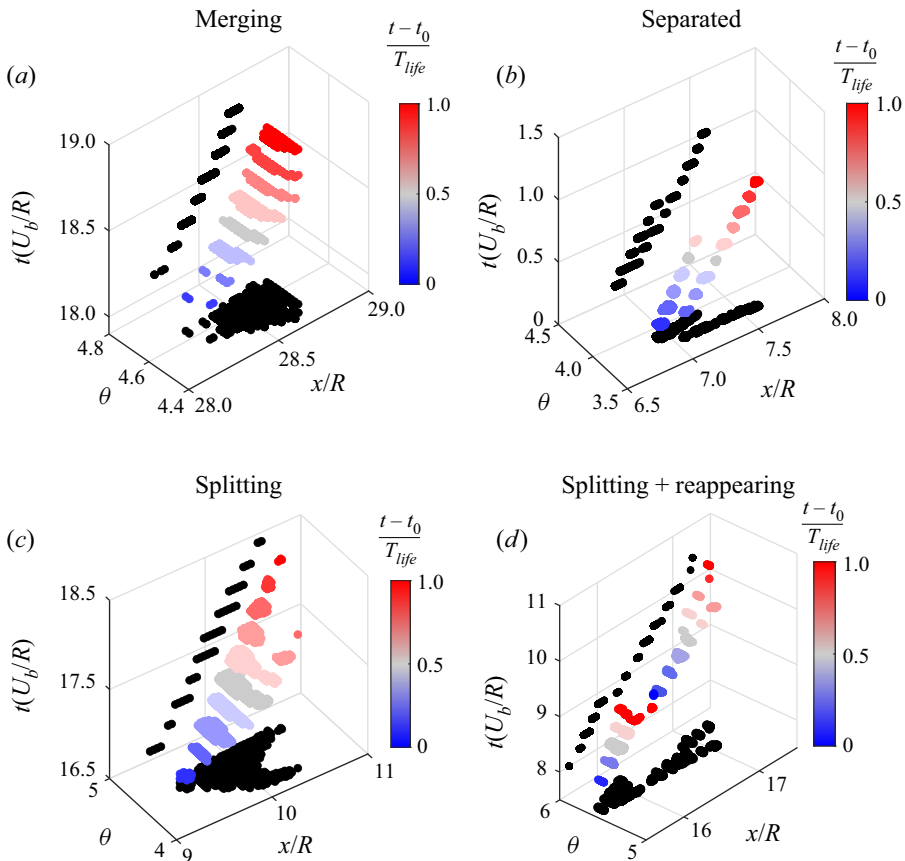 Merging
(a)
t – t0
Tlife
1.0
0.5
0
19.0
18.5
18.0
t(Ub/R)
4.8
4.6
4.4
θ
28.0
28.5
29.0
x/R
Separated
(b)
t – t0
Tlife
1.0
0.5
0
1.5
1.0
0.5
0
t(Ub/R)
4.5
4.0
3.5
θ
6.5
7.0
7.5
8.0
x/R
Splitting
(c)
t – t0
Tlife
1.0
0.5
0
18.5
17.5
16.5
t(Ub/R)
5
4
θ
9
10
11
x/R
Splitting + reappearing
(d)
t – t0
Tlife
1.0
0.5
0
11
10
9
8
t(Ub/R)
6
5
θ
16
17
x/R